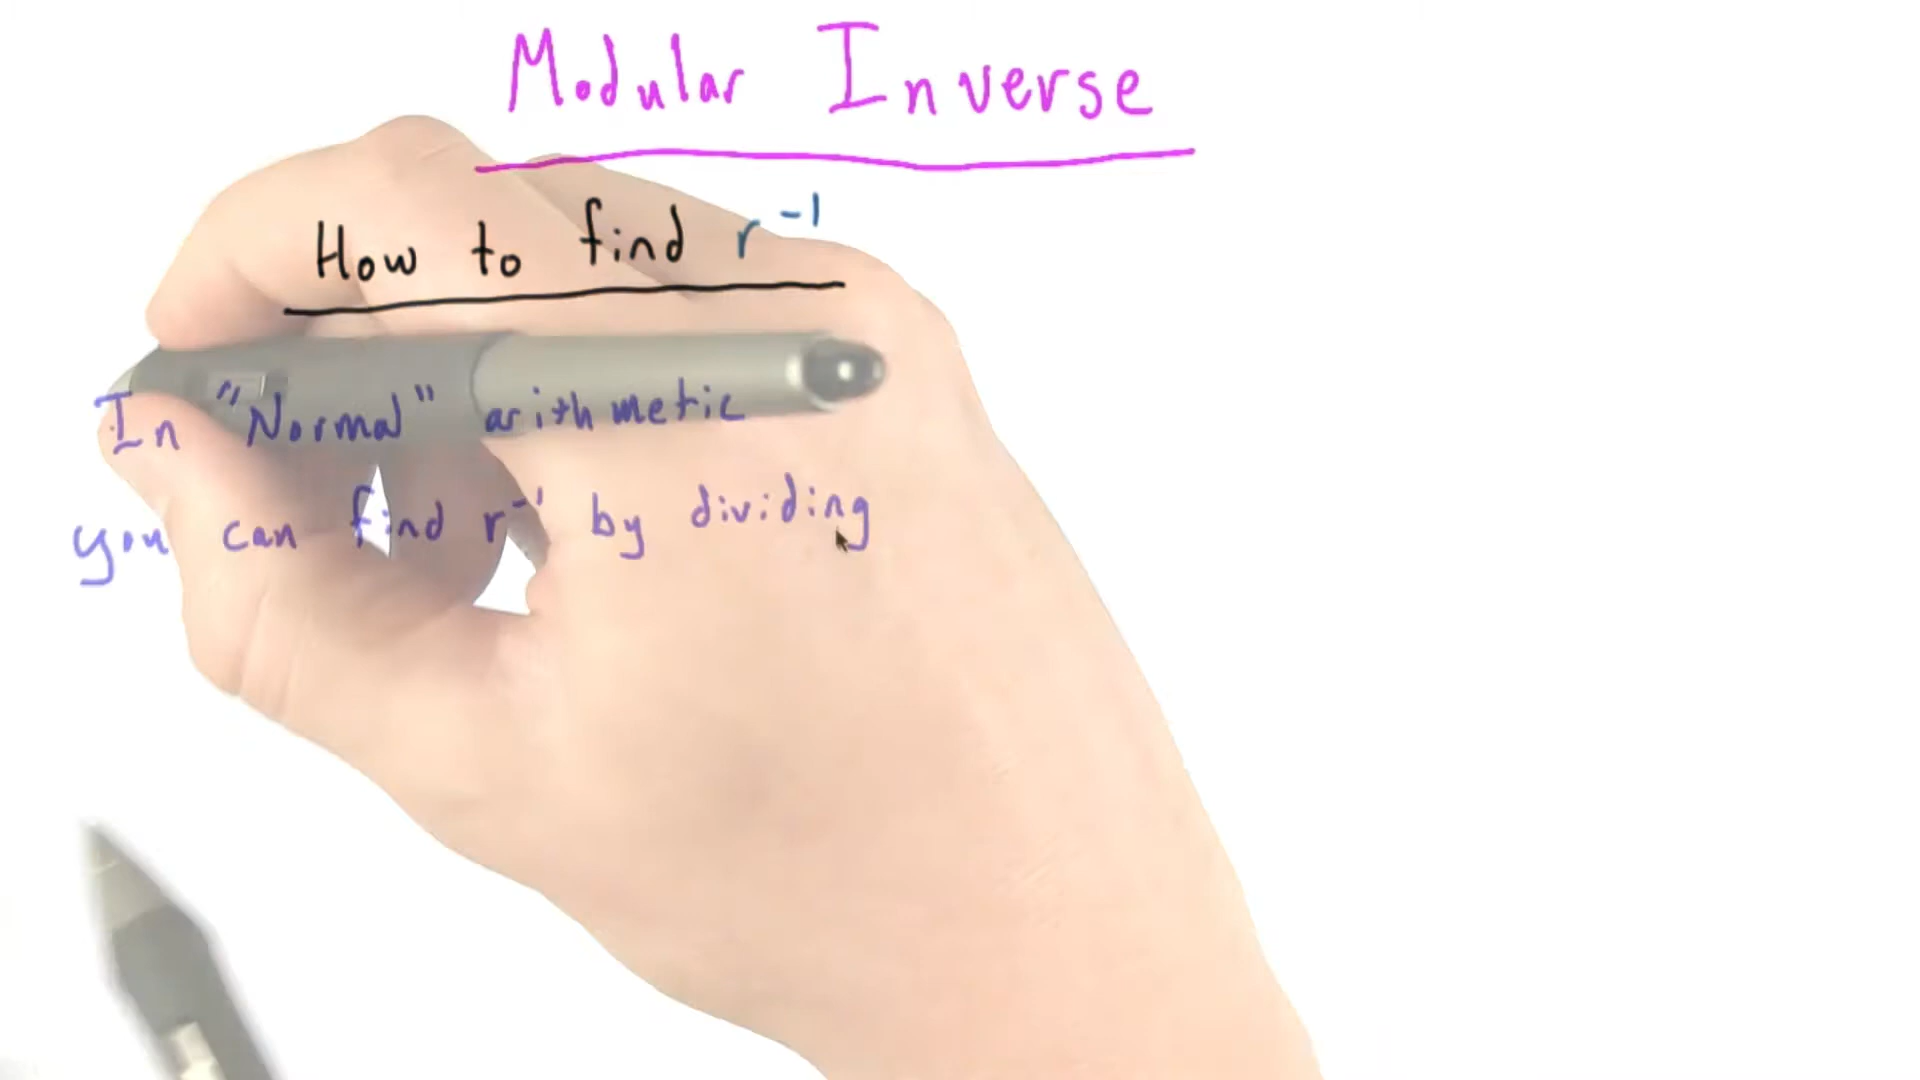 Modular Inverse
How to find r⁻¹
In "Normal" arithmetic
you can find r⁻¹ by dividing